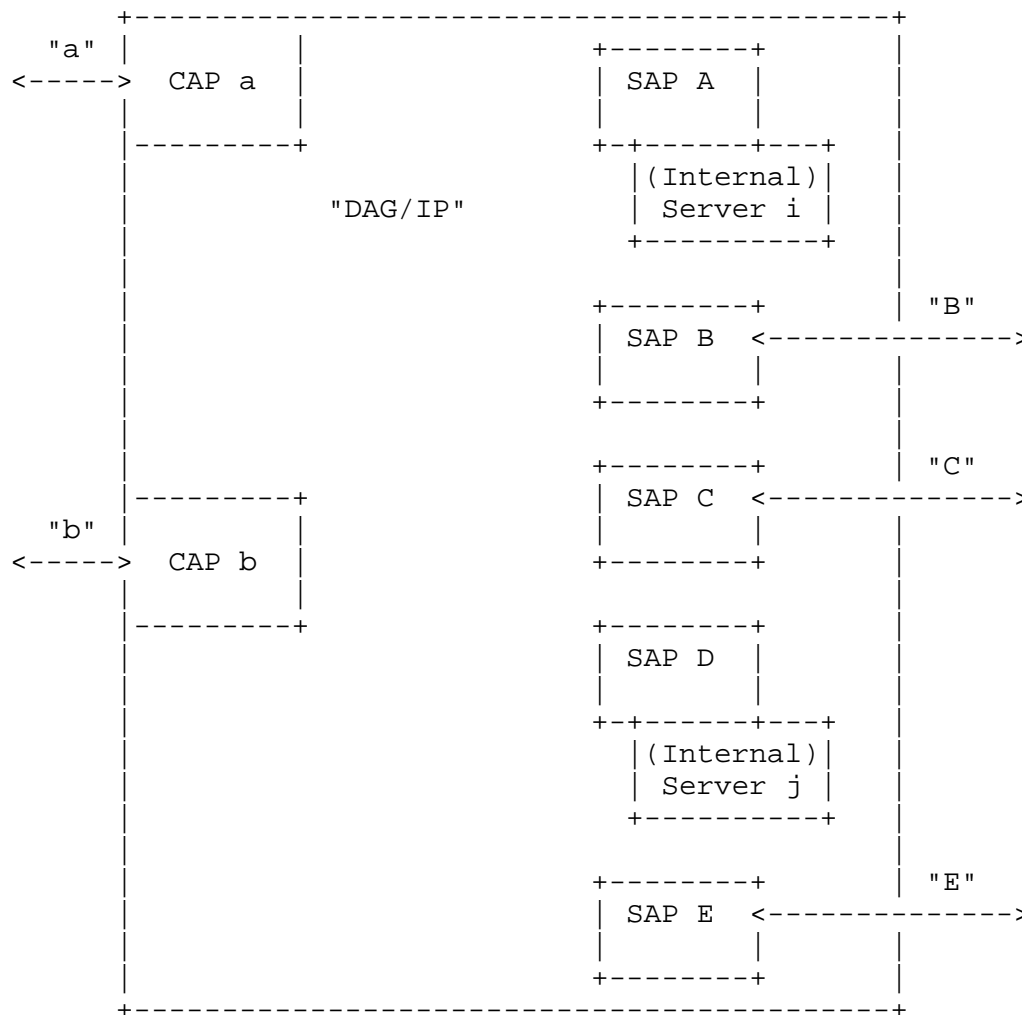 "a"
CAP a
SAP A
(Internal)
Server i
"DAG/IP"
"B"
SAP B
"C"
SAP C
"b"
CAP b
SAP D
(Internal)
Server j
"E"
SAP E